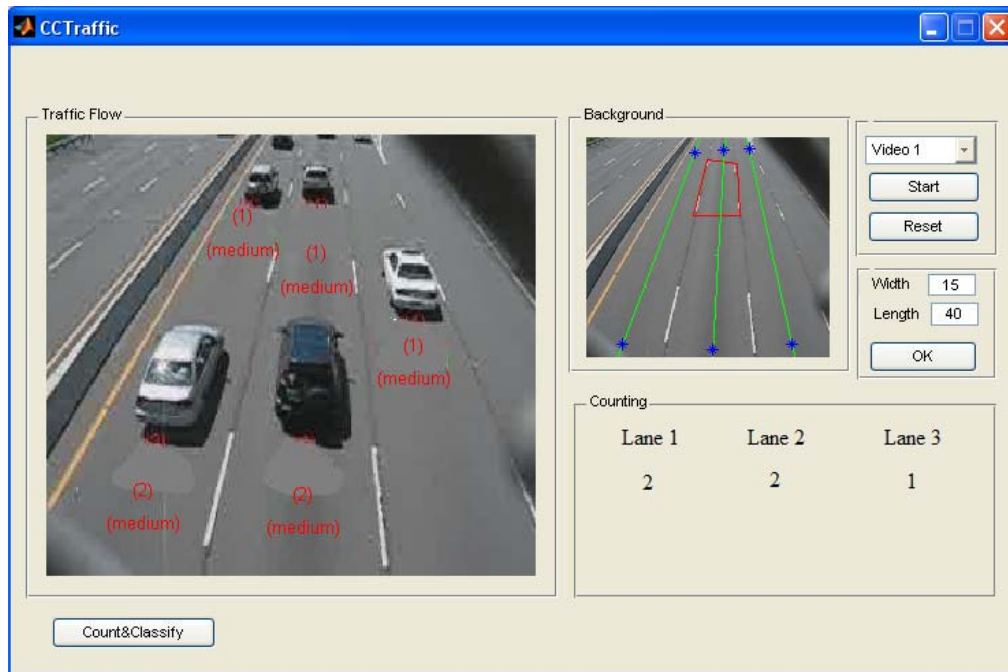 CCTraffic
Traffic Flow
(1)
(medium)
(1)
(medium)
(1)
(medium)
(2)
(medium)
(2)
(medium)
Background
Video 1
Start
Reset
Width 15
Length 40
OK
Counting
Lane 1 Lane 2 Lane 3
2 2 1
Count&Classify